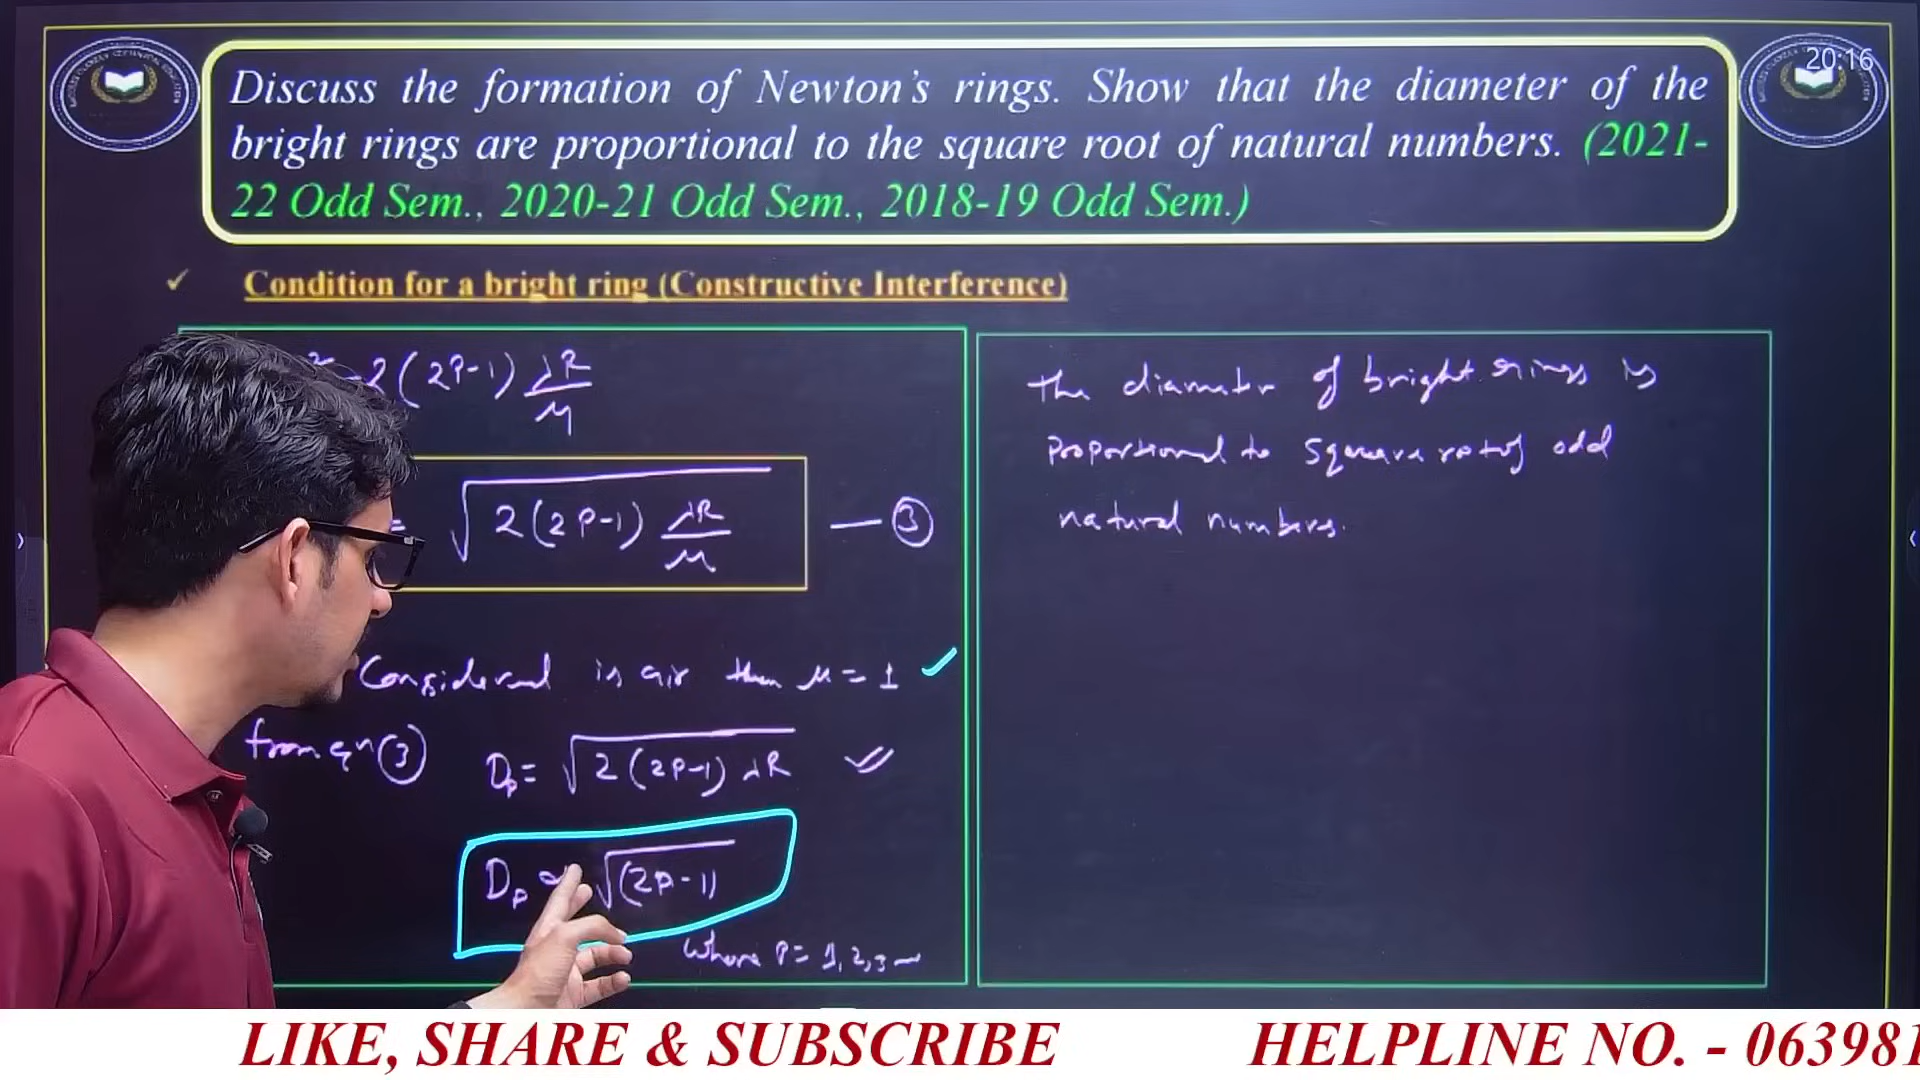 20:16
Discuss the formation of Newton's rings. Show that the diameter of the
bright rings are proportional to the square root of natural numbers. (2021-
22 Odd Sem., 2020-21 Odd Sem., 2018-19 Odd Sem.)
✓ Condition for a bright ring (Constructive Interference)
2(2P-1) λR/μ
= √(2(2P-1) λR/μ) — ③
Considered is air then μ = 1 ✓
from eqn ③ Dp = √(2(2P-1) λR)
Dp ∝ √(2P-1)
where P = 1, 2, 3
The diameter of bright rings is
proportional to square root of odd
natural numbers.
LIKE, SHARE & SUBSCRIBE HELPLINE NO. - 063981